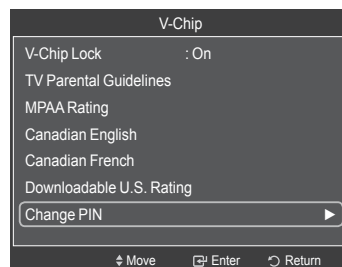 V-Chip
V-Chip Lock : On
TV Parental Guidelines
MPAA Rating
Canadian English
Canadian French
Downloadable U.S. Rating
Change PIN
Move Enter Return